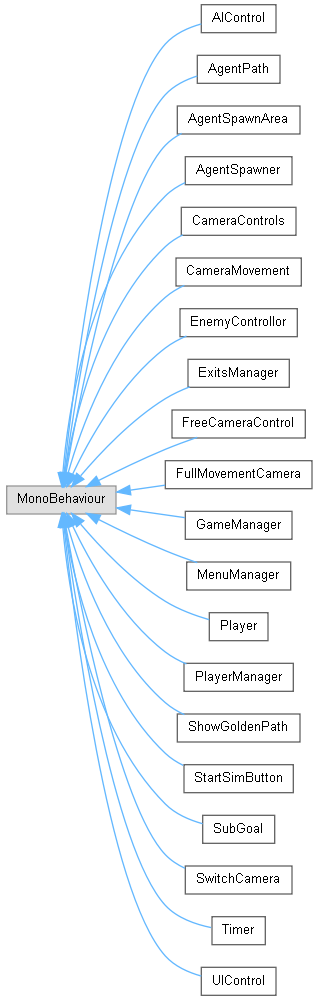 AIControl
AgentPath
AgentSpawnArea
AgentSpawner
CameraControls
CameraMovement
EnemyControllor
ExitsManager
FreeCameraControl
FullMovementCamera
MonoBehaviour
GameManager
MenuManager
Player
PlayerManager
ShowGoldenPath
StartSimButton
SubGoal
SwitchCamera
Timer
UIControl